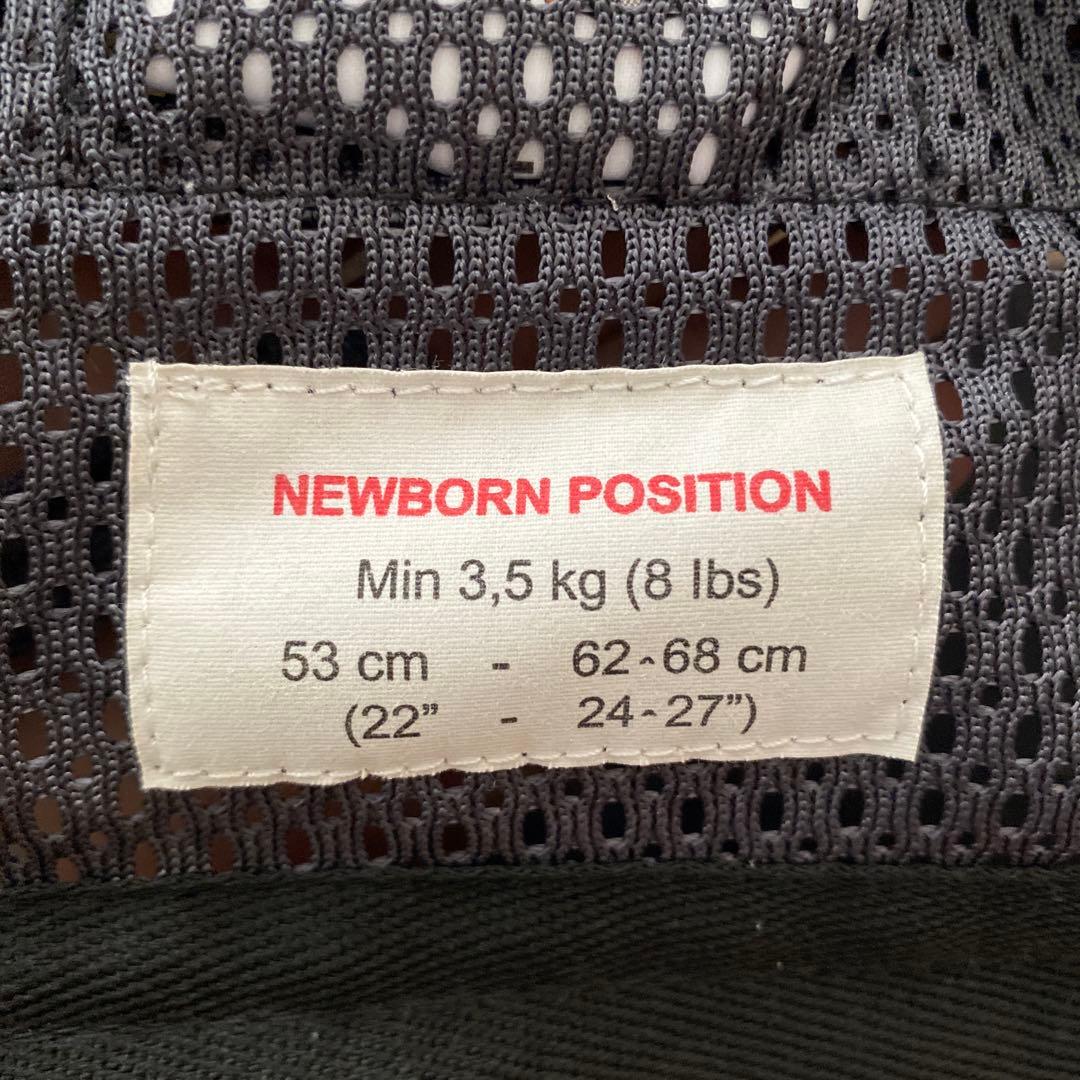 NEWBORN POSITION
Min 3,5 kg (8 lbs)
53 cm - 62-68 cm
(22” - 24-27”)